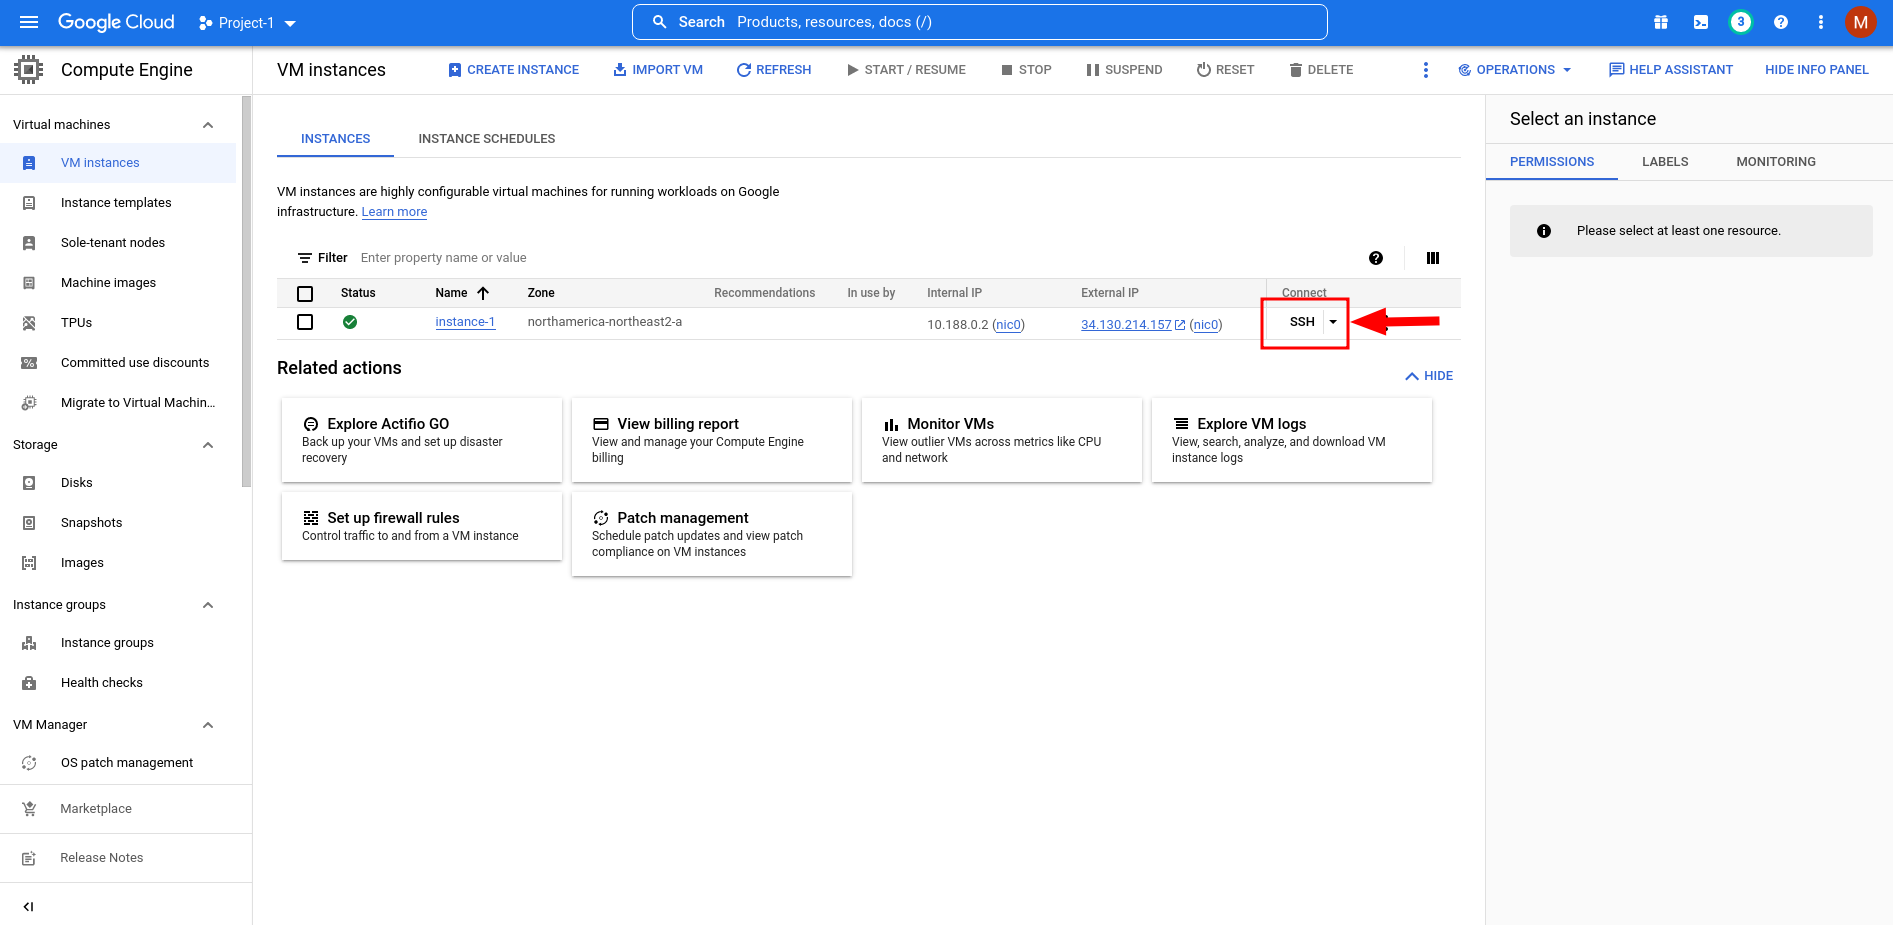 Google Cloud
Project-1
Search Products, resources, docs (/)
3
M
Compute Engine
VM instances
CREATE INSTANCE
IMPORT VM
REFRESH
START / RESUME
STOP
SUSPEND
RESET
DELETE
OPERATIONS
HELP ASSISTANT
HIDE INFO PANEL
Virtual machines
VM instances
Instance templates
Sole-tenant nodes
Machine images
TPUs
Committed use discounts
Migrate to Virtual Machin...
Storage
Disks
Snapshots
Images
Instance groups
Instance groups
Health checks
VM Manager
OS patch management
Marketplace
Release Notes
INSTANCES
INSTANCE SCHEDULES
VM instances are highly configurable virtual machines for running workloads on Google
infrastructure. Learn more
Filter Enter property name or value
Status Name Zone Recommendations In use by Internal IP External IP Connect
instance-1 northamerica-northeast2-a 10.188.0.2 (nic0) 34.130.214.157 (nic0) SSH
Related actions
HIDE
Explore Actifio GO
Back up your VMs and set up disaster
recovery
View billing report
View and manage your Compute Engine
billing
Monitor VMs
View outlier VMs across metrics like CPU
and network
Explore VM logs
View, search, analyze, and download VM
instance logs
Set up firewall rules
Control traffic to and from a VM instance
Patch management
Schedule patch updates and view patch
compliance on VM instances
Select an instance
PERMISSIONS
LABELS
MONITORING
Please select at least one resource.